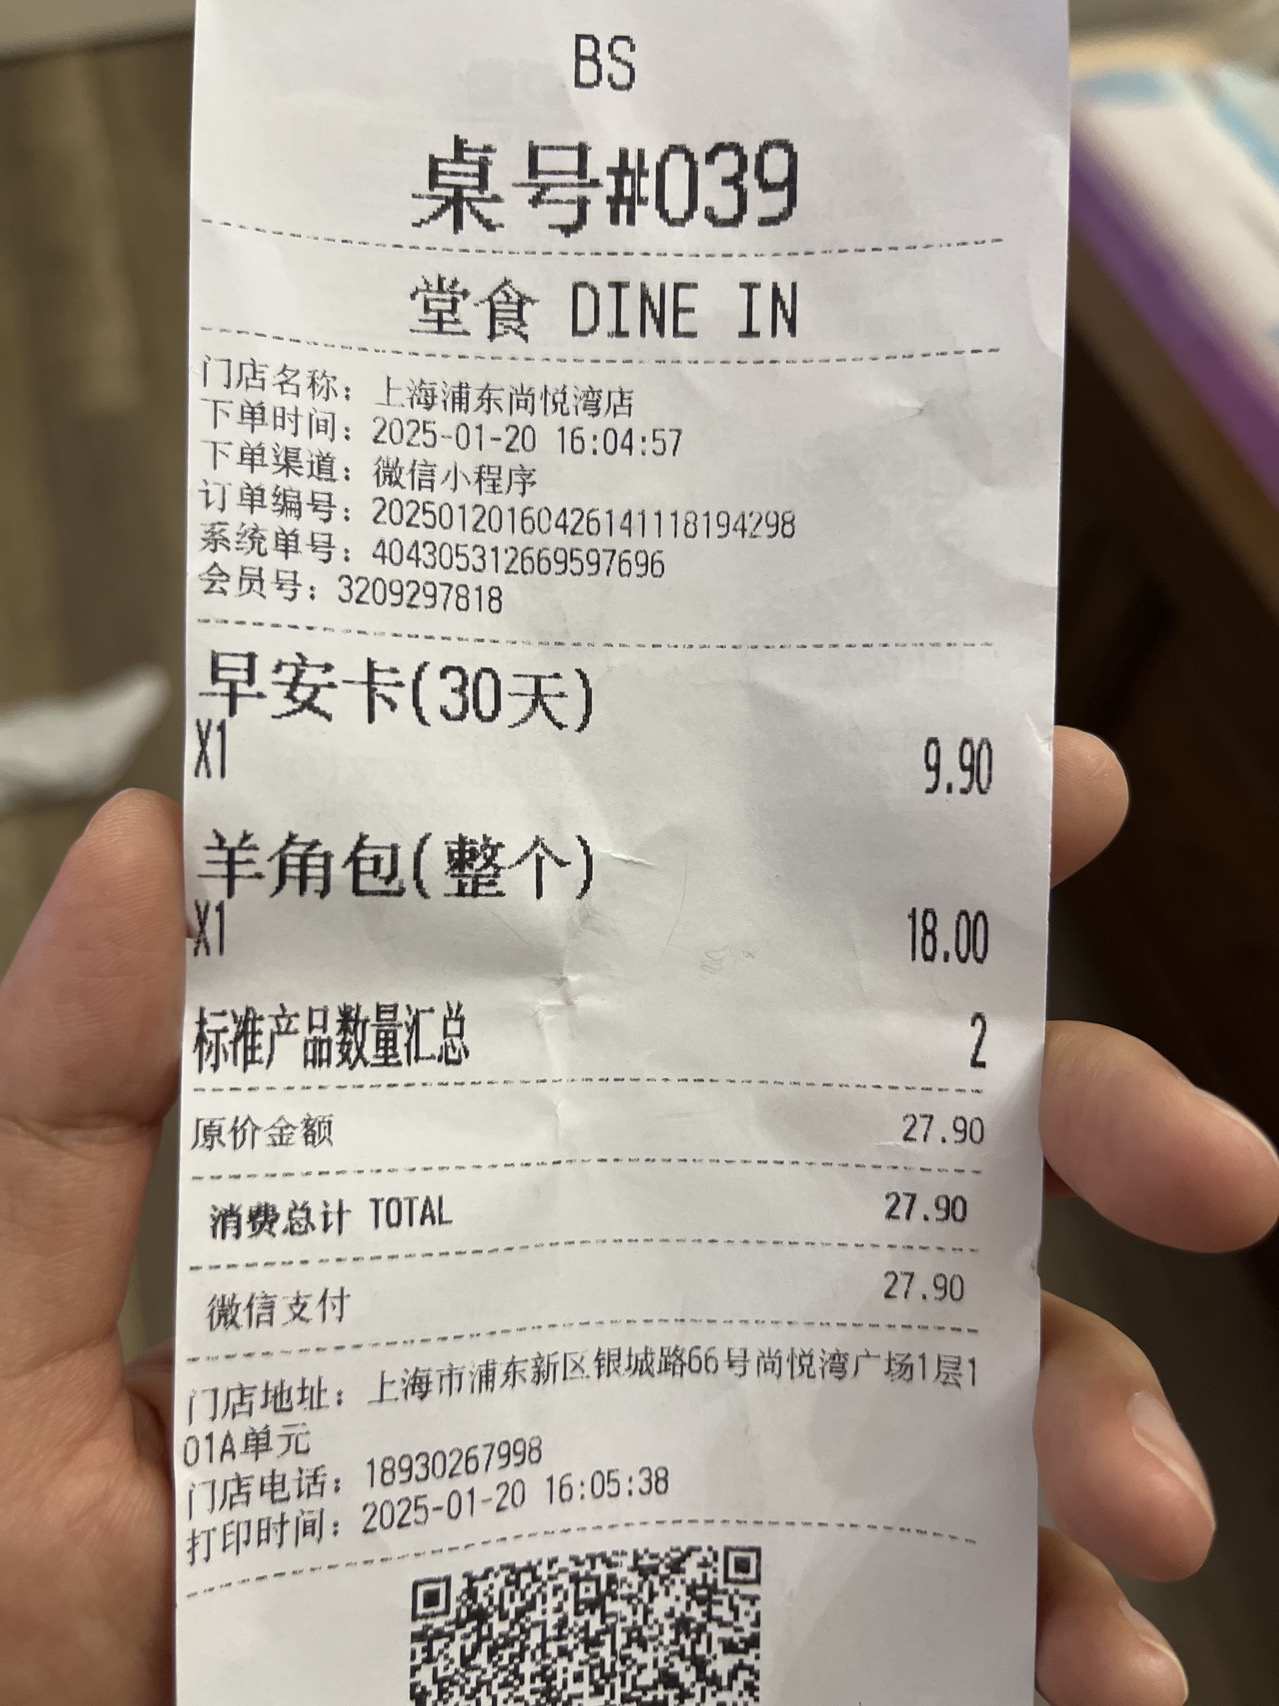 BS
桌号#039
堂食 DINE IN
门店名称：上海浦东尚悦湾店
下单时间：2025-01-20 16:04:57
下单渠道：微信小程序
订单编号：2025012016042614111819​4298
系统单号：404305312669597696
会员号：3209297818
早安卡(30天)
X1 9.90
羊角包(整个)
X1 18.00
标准产品数量汇总 2
原价金额 27.90
消费总计 TOTAL 27.90
微信支付 27.90
门店地址：上海市浦东新区银城路66号尚悦湾广场1层1
01A单元
门店电话：18930267998
打印时间：2025-01-20 16:05:38